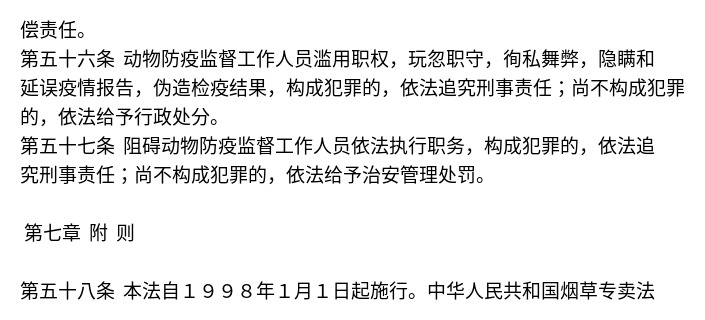 偿责任。
第五十六条 动物防疫监督工作人员滥用职权，玩忽职守，徇私舞弊，隐瞒和
延误疫情报告，伪造检疫结果，构成犯罪的，依法追究刑事责任；尚不构成犯罪
的，依法给予行政处分。
第五十七条 阻碍动物防疫监督工作人员依法执行职务，构成犯罪的，依法追
究刑事责任；尚不构成犯罪的，依法给予治安管理处罚。
第七章 附 则
第五十八条 本法自１９９８年１月１日起施行。中华人民共和国烟草专卖法